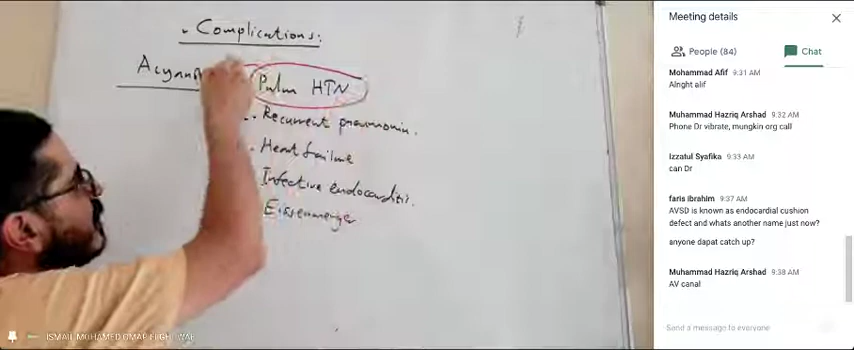 . Complications:
Pulm HTN
. Recurrent pneumonia.
. Heart failure
Infective endocarditis.
Eissenmenger
Meeting details
People (84)
Chat
Mohammad Afif 9:31 AM
Alright alif
Muhammad Hazriq Arshad 9:32 AM
Phone Dr vibrate, mungkin org call
Izzatul Syafika 9:33 AM
can Dr
faris ibrahim 9:37 AM
AVSD is known as endocardial cushion
defect and whats another name just now?
anyone dapat catch up?
Muhammad Hazriq Arshad 9:38 AM
AV canal
Send a message to everyone
ISMAIL MOHAMED OMAR